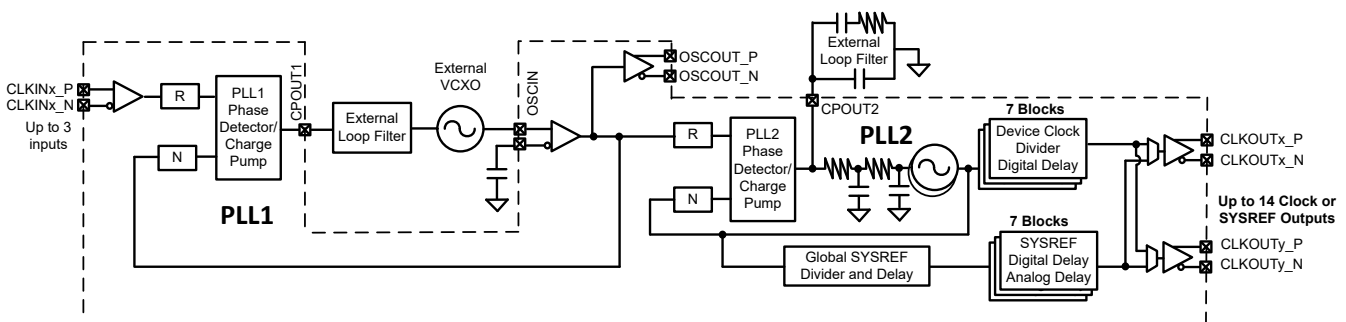 CLKINx_P
CLKINx_N
Up to 3
inputs
R
N
PLL1
Phase
Detector/
Charge
Pump
PLL1
CPOUT1
External
Loop Filter
External
VCXO
OSCIN
OSCOUT_P
OSCOUT_N
External
Loop Filter
CPOUT2
R
N
PLL2
Phase
Detector/
Charge
Pump
PLL2
7 Blocks
Device Clock
Divider
Digital Delay
Global SYSREF
Divider and Delay
7 Blocks
SYSREF
Digital Delay
Analog Delay
CLKOUTx_P
CLKOUTx_N
Up to 14 Clock or
SYSREF Outputs
CLKOUTy_P
CLKOUTy_N